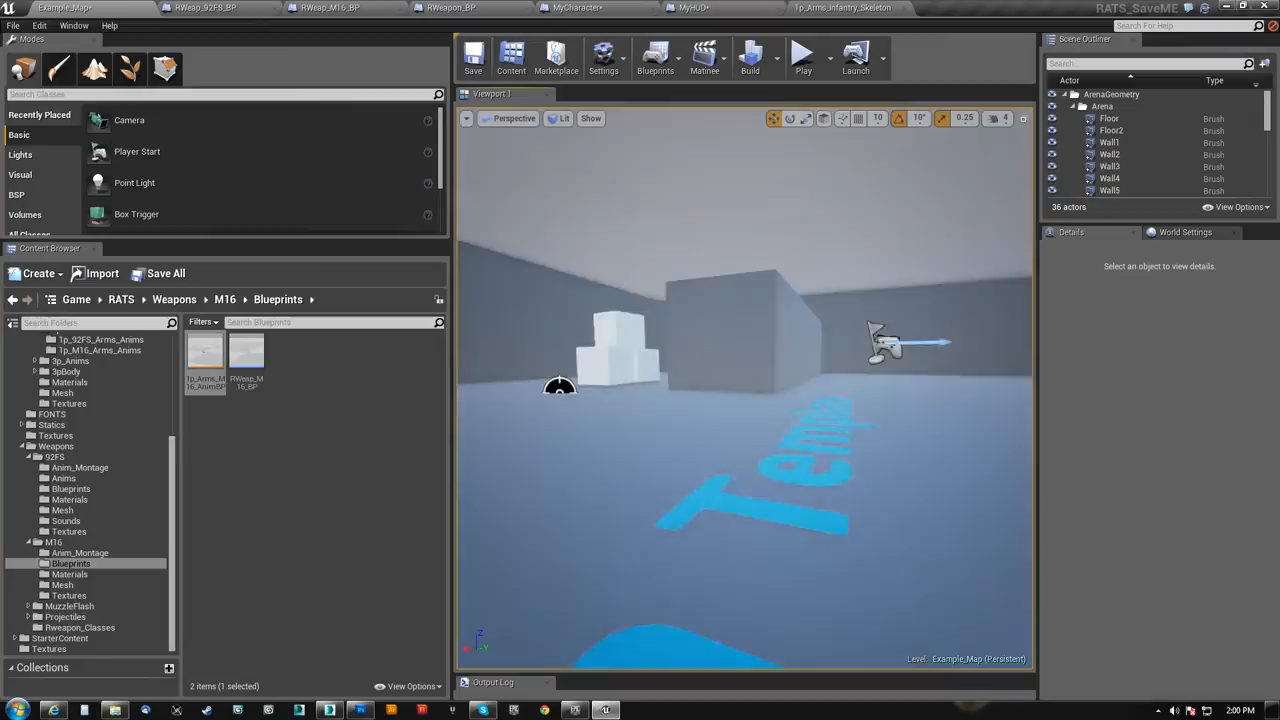 Example_Map*
RWeap_92FS_BP
RWeap_M16_BP
RWeapon_BP
MyCharacter*
MyHUD*
1p_Arms_Infantry_Skeleton
RATS_SaveME
File Edit Window Help
Search For Help
Modes
Search Classes
Recently Placed
Basic
Lights
Visual
BSP
Volumes
All Classes
Camera
Player Start
Point Light
Box Trigger
Save
Content
Marketplace
Settings
Blueprints
Matinee
Build
Play
Launch
Viewport 1
Perspective
Lit
Show
10
10°
0.25
4
Templ
Level: Example_Map (Persistent)
Output Log
Scene Outliner
Search...
Actor Type
ArenaGeometry
Arena
Floor Brush
Floor2 Brush
Wall1 Brush
Wall2 Brush
Wall3 Brush
Wall4 Brush
Wall5 Brush
36 actors
View Options
Details
World Settings
Select an object to view details.
Content Browser
Create
Import
Save All
Game
RATS
Weapons
M16
Blueprints
Search Folders
Filters
Search Blueprints
1p_92FS_Arms_Anims
1p_M16_Arms_Anims
3p_Anims
3pBody
Materials
Mesh
Textures
FONTS
Statics
Textures
Weapons
92FS
Anim_Montage
Anims
Blueprints
Materials
Mesh
Sounds
Textures
M16
Anim_Montage
Blueprints
Materials
Mesh
Textures
MuzzleFlash
Projectiles
Rweapon_Classes
StarterContent
Textures
Collections
1p_Arms_M
16_AnimBP
RWeap_M
16_BP
2 items (1 selected)
View Options
2:00 PM